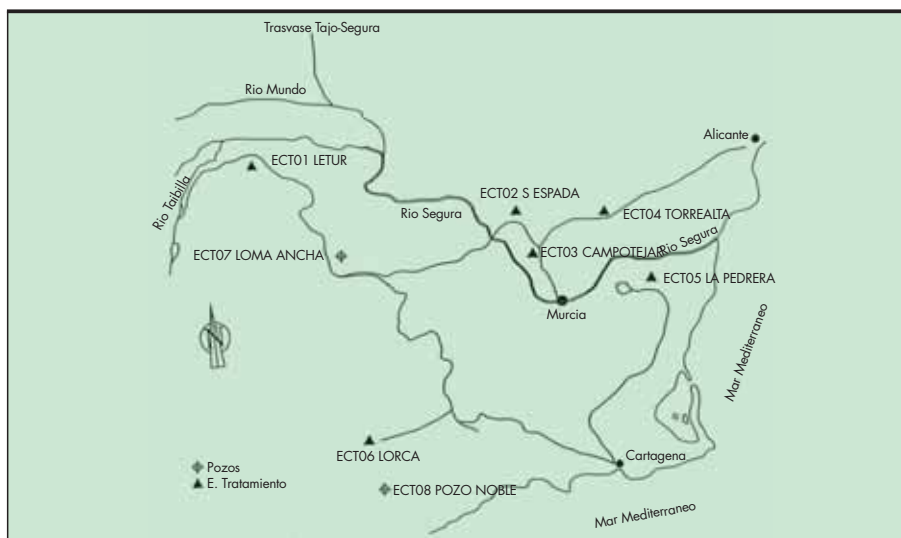 Trasvase Tajo-Segura
Rio Mundo
Alicante
ECT01 LETUR
Rio Taibilla
ECT02 S ESPADA
Rio Segura
ECT04 TORREALTA
Rio Segura
ECT07 LOMA ANCHA
ECT03 CAMPOTEJAR
ECT05 LA PEDRERA
Murcia
Mar Mediterraneo
ECT06 LORCA
Cartagena
Pozos
E. Tratamiento
ECT08 POZO NOBLE
Mar Mediterraneo